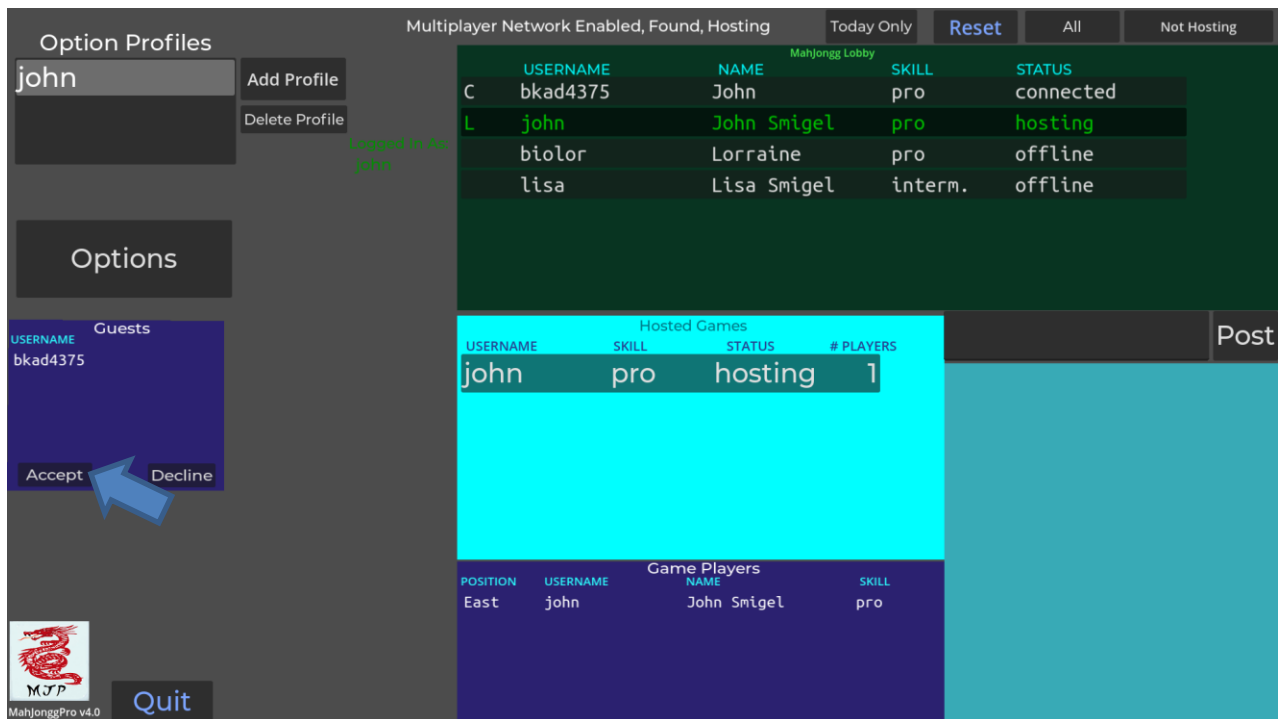 Multiplayer Network Enabled, Found, Hosting
Today Only
Reset
All
Not Hosting
Option Profiles
john
Add Profile
Delete Profile
Logged In As
john
Options
MahJongg Lobby
USERNAME NAME SKILL STATUS
C bkad4375 John pro connected
L john John Smigel pro hosting
biolor Lorraine pro offline
lisa Lisa Smigel interm. offline
Guests
USERNAME
bkad4375
Accept
Decline
Hosted Games
USERNAME SKILL STATUS # PLAYERS
john pro hosting 1
Post
Game Players
POSITION USERNAME NAME SKILL
East john John Smigel pro
MJP
MahJonggPro v4.0
Quit